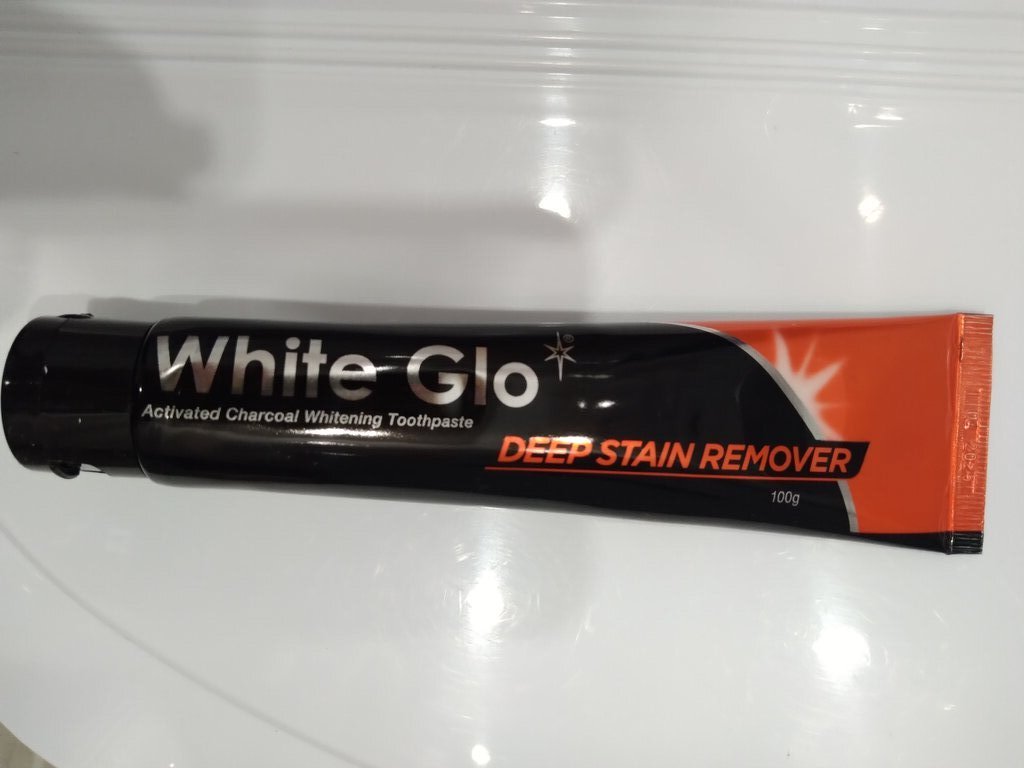 White Glo®
Activated Charcoal Whitening Toothpaste
DEEP STAIN REMOVER
100g